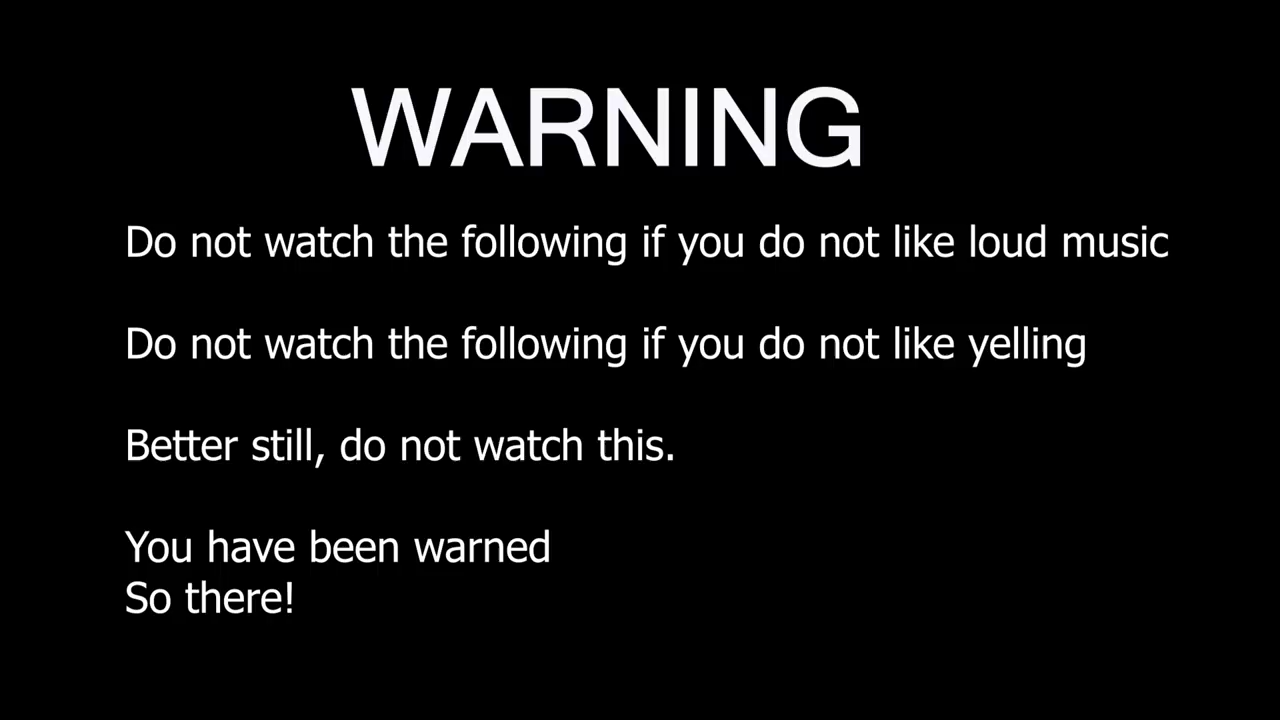 WARNING
Do not watch the following if you do not like loud music
Do not watch the following if you do not like yelling
Better still, do not watch this.
You have been warned
So there!